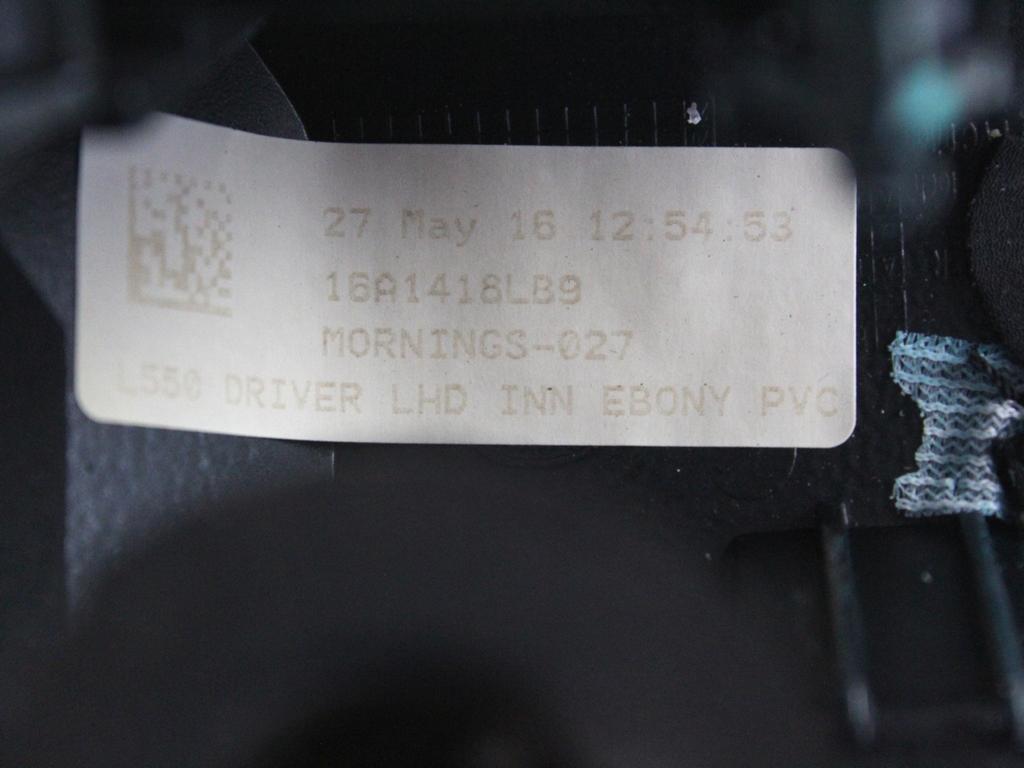 27 May 16 12:54:53
16A1418LB9
MORNINGS-027
L550 DRIVER LHD INN EBONY PVC